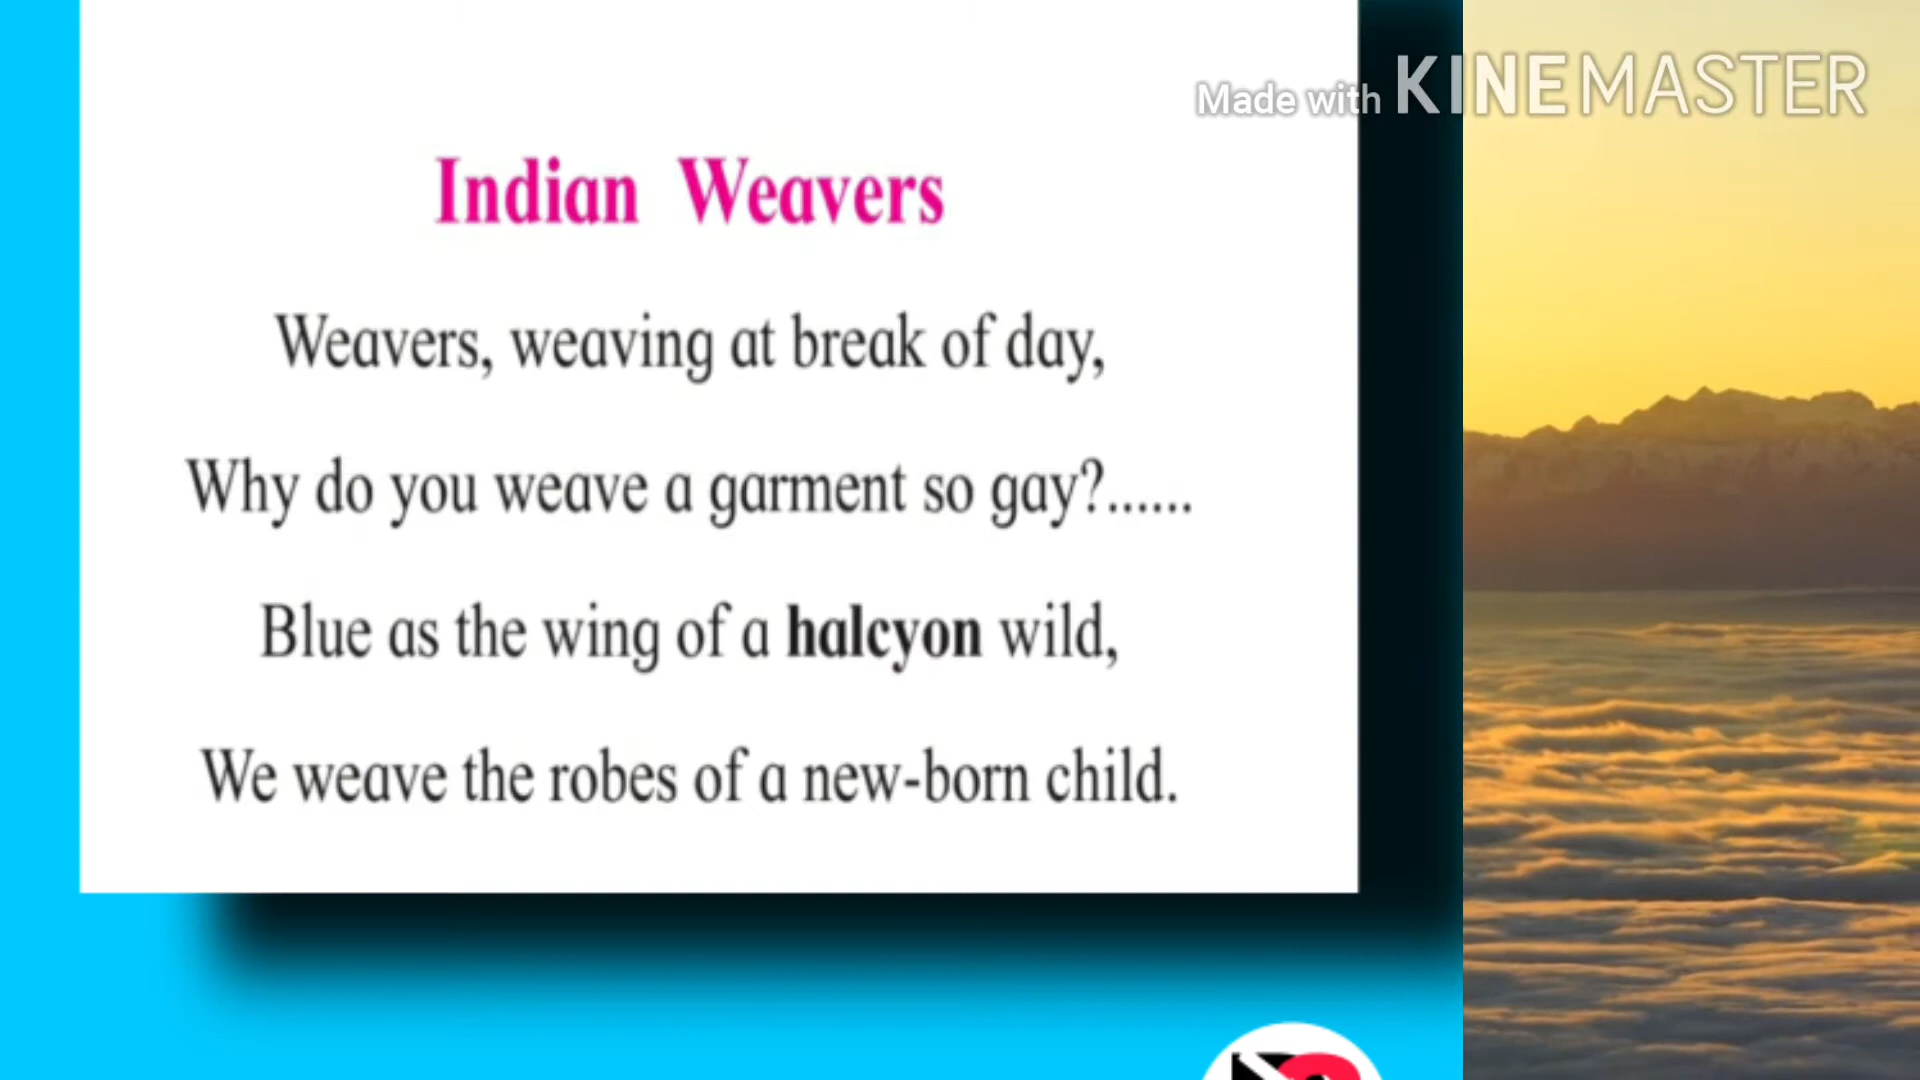 Made with KINEMASTER
Indian Weavers
Weavers, weaving at break of day,
Why do you weave a garment so gay?......
Blue as the wing of a halcyon wild,
We weave the robes of a new-born child.